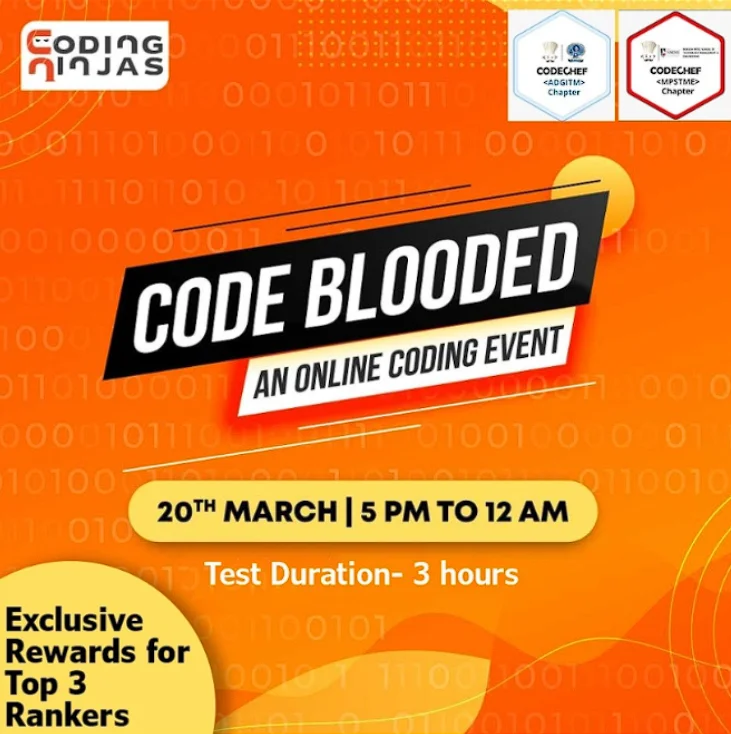 CODING
NINJAS
CODECHEF
<ADGITM>
Chapter
CODECHEF
<MPSTME>
Chapter
CODE BLOODED
AN ONLINE CODING EVENT
20TH MARCH | 5 PM TO 12 AM
Test Duration- 3 hours
Exclusive
Rewards for
Top 3
Rankers